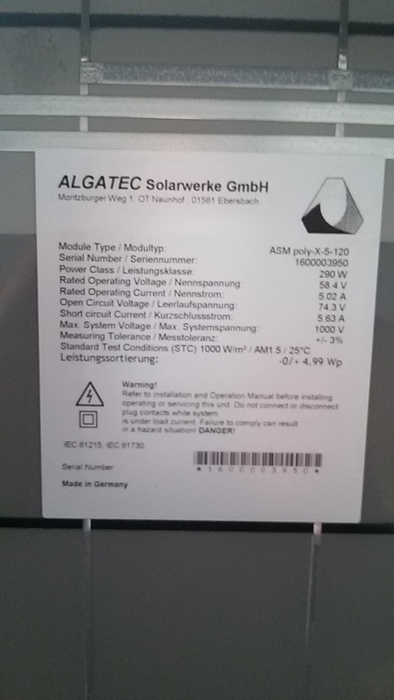 ALGATEC Solarwerke GmbH
Moritzburger Weg 1, OT Naunhof, 01561 Ebersbach
Module Type / Modultyp: ASM poly-X-5-120
Serial Number / Seriennummer: 1600003950
Power Class / Leistungsklasse: 290 W
Rated Operating Voltage / Nennspannung: 58.4 V
Rated Operating Current / Nennstrom: 5.02 A
Open Circuit Voltage / Leerlaufspannung: 74.3 V
Short circuit Current / Kurzschlussstrom: 5.63 A
Max. System Voltage / Max. Systemspannung: 1000 V
Measuring Tolerance / Messtoleranz: +/- 3%
Standard Test Conditions (STC) 1000 W/m² / AM1.5 / 25°C
Leistungssortierung: -0/+ 4.99 Wp
Warning!
Refer to installation and Operation Manual before installing
operating or servicing this unit. Do not connect or disconnect
plug contacts while system
is under load current. Failure to comply can result
in a hazard situation DANGER!
IEC 61215, IEC 61730
Serial Number
*1600003950*
Made in Germany